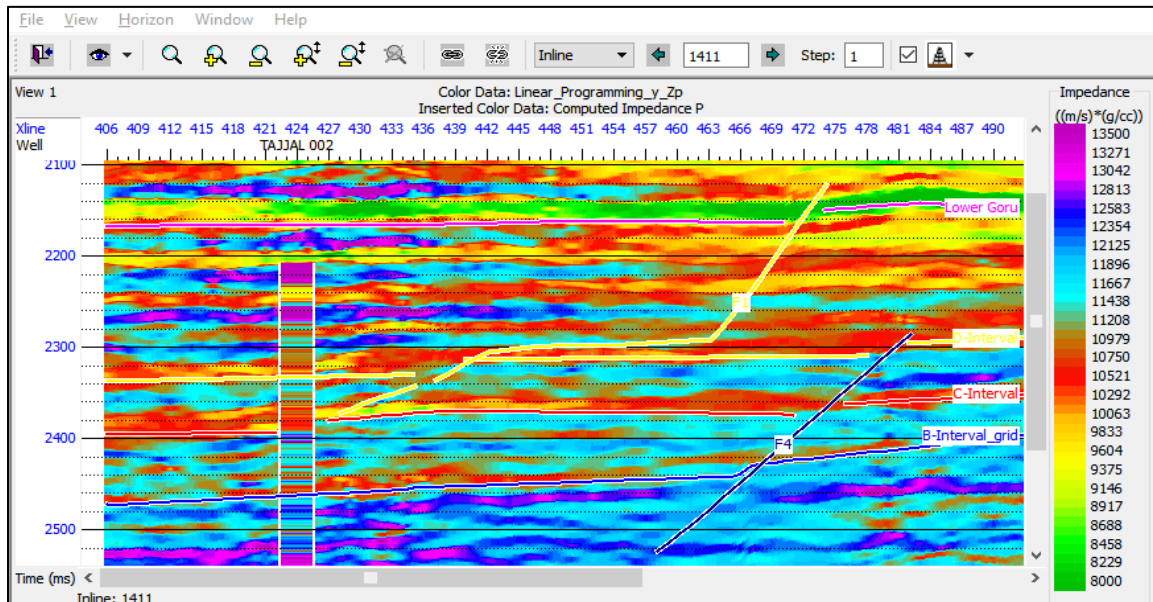 File View Horizon Window Help
Inline 1411 Step: 1
View 1
Color Data: Linear_Programming_y_Zp
Inserted Color Data: Computed Impedance P
Impedance
((m/s)*(g/cc))
Xline 406 409 412 415 418 421 424 427 430 433 436 439 442 445 448 451 454 457 460 463 466 469 472 475 478 481 484 487 490
Well TAJJAL 002
2100
Lower Goru
2200
F1
2300
D-Interval
C-Interval
2400
B-Interval_grid
F4
2500
13500
13271
13042
12813
12583
12354
12125
11896
11667
11438
11208
10979
10750
10521
10292
10063
9833
9604
9375
9146
8917
8688
8458
8229
8000
Time (ms)
Inline: 1411